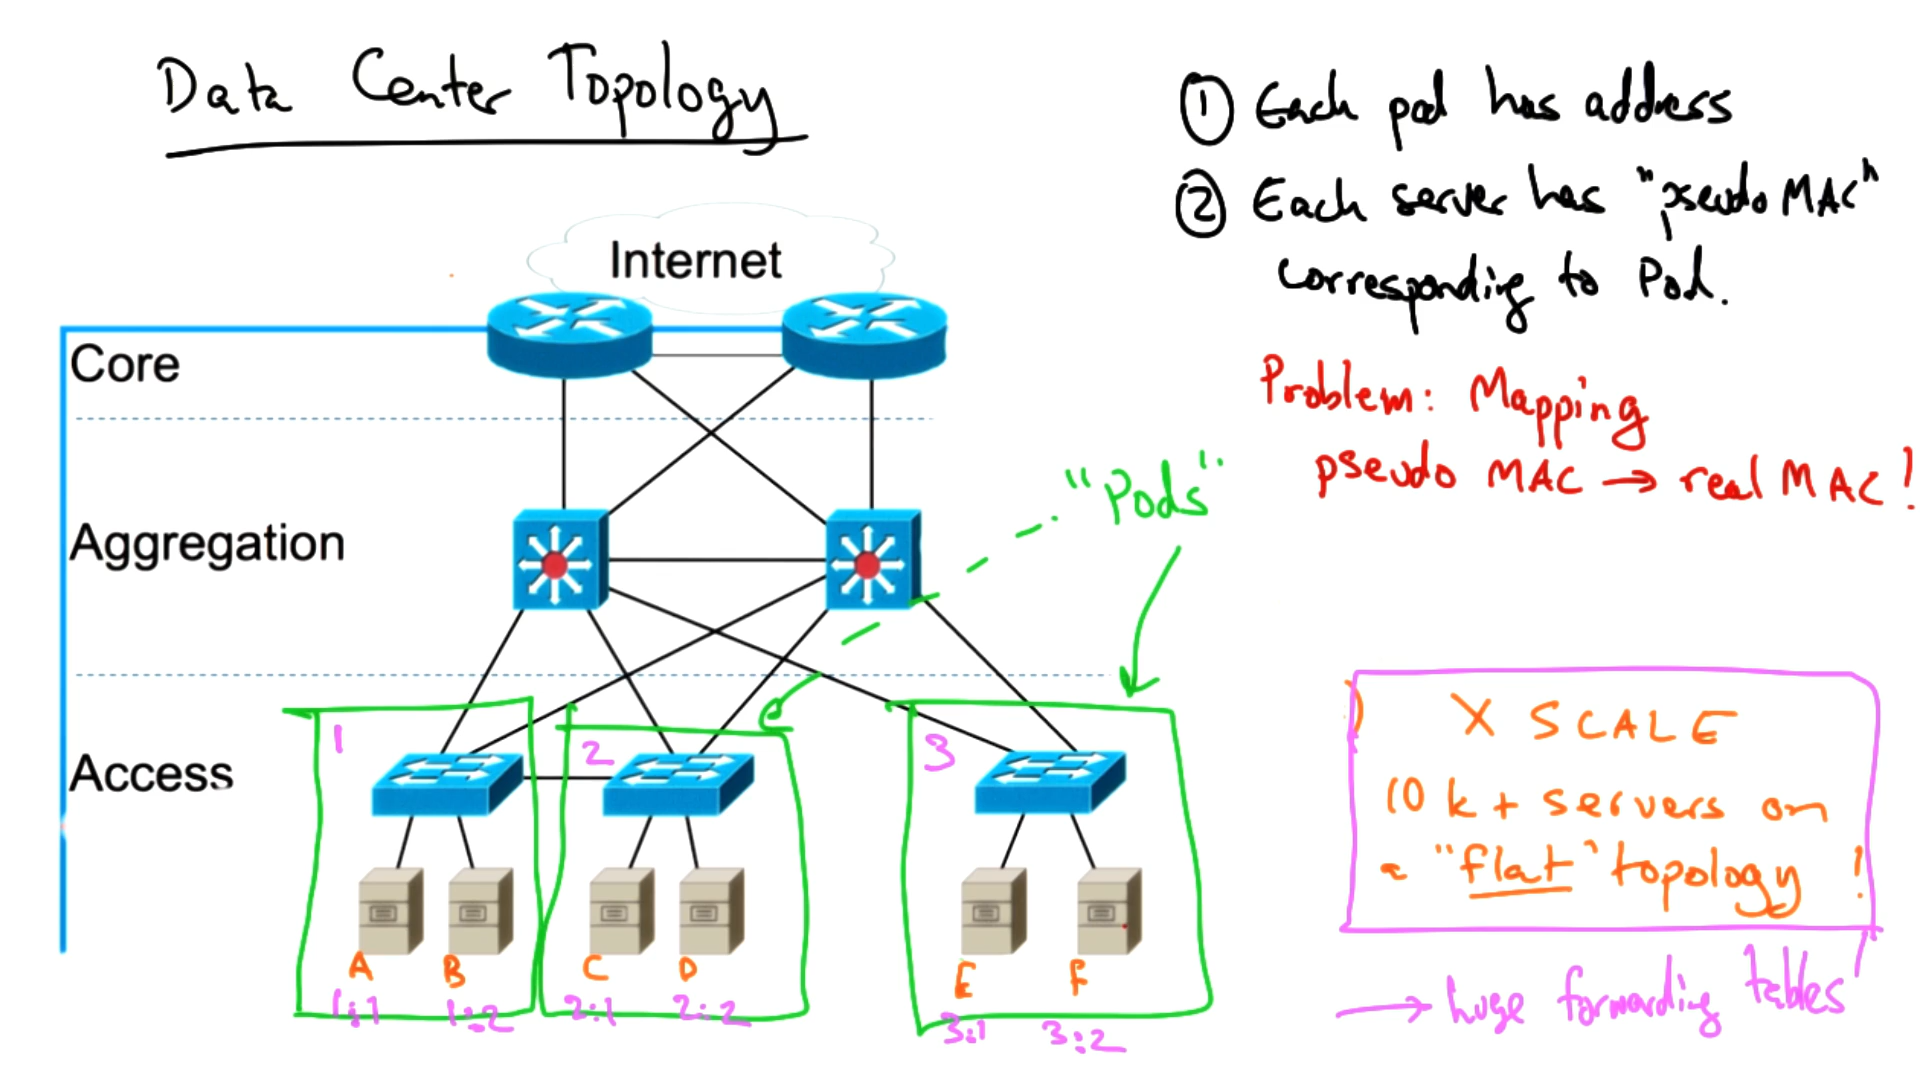 Data Center Topology
① Each pod has address
② Each server has "pseudo MAC"
corresponding to Pod.
Problem: Mapping
pseudo MAC → real MAC!
Internet
Core
Aggregation
"Pods"
Access
1
2
3
A B C D E F
1:1 1:2 2:1 2:2 3:1 3:2
X SCALE
10k+ servers on
a "flat" topology!
→ huge forwarding tables!